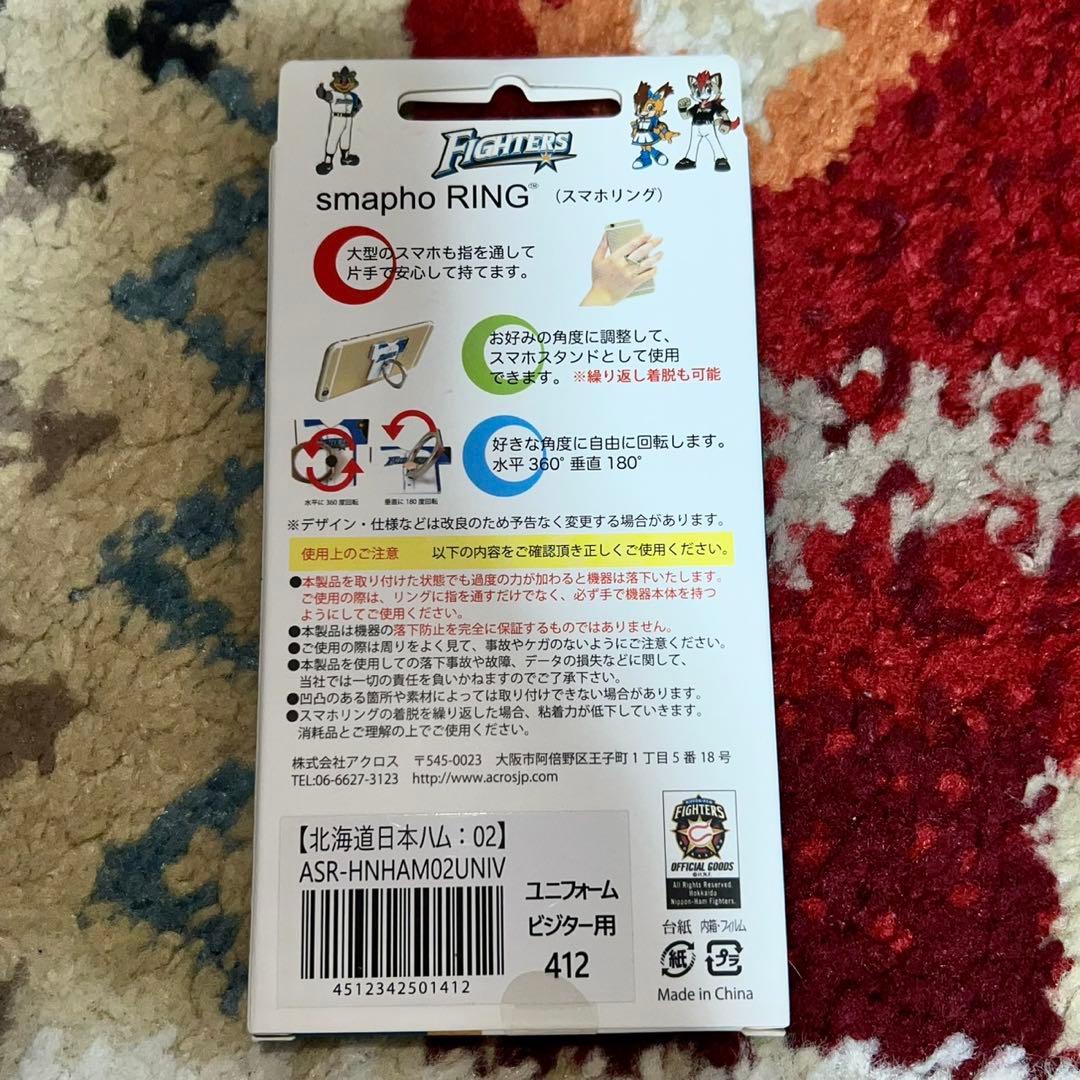 FIGHTERS
smapho RING™ （スマホリング）
大型のスマホも指を通して
片手で安心して持てます。
お好みの角度に調整して、
スマホスタンドとして使用
できます。 ※繰り返し着脱も可能
好きな角度に自由に回転します。
水平 360° 垂直 180°
水平に 360 度回転
垂直に 180 度回転
※デザイン・仕様などは改良のため予告なく変更する場合があります。
使用上のご注意 以下の内容をご確認頂き正しくご使用ください。
●本製品を取り付けた状態でも過度の力が加わると機器は落下いたします。
ご使用の際は、リングに指を通すだけでなく、必ず手で機器本体を持つ
ようにしてご使用ください。
●本製品は機器の落下防止を完全に保証するものではありません。
●ご使用の際は周りをよく見て、事故やケガのないようにご注意ください。
●本製品を使用しての落下事故や故障、データの損失などに関して、
当社では一切の責任を負いかねますのでご了承下さい。
●凹凸のある箇所や素材によっては取り付けできない場合があります。
●スマホリングの着脱を繰り返した場合、粘着力が低下していきます。
消耗品とご理解の上でご使用ください。
株式会社アクロス 〒545-0023 大阪市阿倍野区王子町1丁目5番18号
TEL:06-6627-3123 http://www.acrosjp.com
【北海道日本ハム：02】
ASR-HNHAM02UNIV
ユニフォーム
ビジター用
412
4512342501412
FIGHTERS
OFFICIAL GOODS
©H.N.F.
All Rights Reserved.
Hokkaido
Nippon-Ham Fighters.
台紙 内箱・フィルム
紙 プラ
Made in China